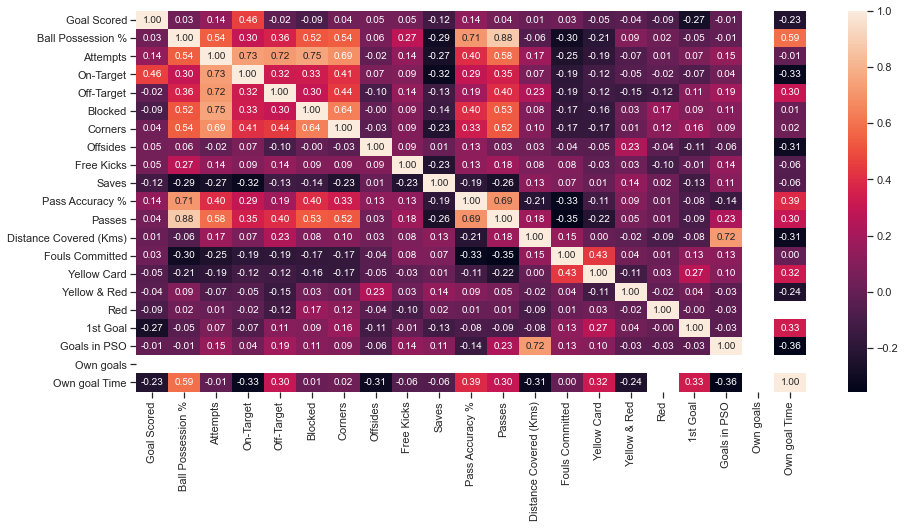 Goal Scored 1.00 0.03 0.14 0.46 -0.02 -0.09 0.04 0.05 0.05 -0.12 0.14 0.04 0.01 0.03 -0.05 -0.04 -0.09 -0.27 -0.01 -0.23
Ball Possession % 0.03 1.00 0.54 0.30 0.36 0.52 0.54 0.06 0.27 -0.29 0.71 0.88 -0.06 -0.30 -0.21 0.09 0.02 -0.05 -0.01 0.59
Attempts 0.14 0.54 1.00 0.73 0.72 0.75 0.69 -0.02 0.14 -0.27 0.40 0.58 0.17 -0.25 -0.19 -0.07 0.01 0.07 0.15 -0.01
On-Target 0.46 0.30 0.73 1.00 0.32 0.33 0.41 0.07 0.09 -0.32 0.29 0.35 0.07 -0.19 -0.12 -0.05 -0.02 -0.07 0.04 -0.33
Off-Target -0.02 0.36 0.72 0.32 1.00 0.30 0.44 -0.10 0.14 -0.13 0.19 0.40 0.23 -0.19 -0.12 -0.15 -0.12 0.11 0.19 0.30
Blocked -0.09 0.52 0.75 0.33 0.30 1.00 0.64 -0.00 0.09 -0.14 0.40 0.53 0.08 -0.17 -0.16 0.03 0.17 0.09 0.11 0.01
Corners 0.04 0.54 0.69 0.41 0.44 0.64 1.00 -0.03 0.09 -0.23 0.33 0.52 0.10 -0.17 -0.17 0.01 0.12 0.16 0.09 0.02
Offsides 0.05 0.06 -0.02 0.07 -0.10 -0.00 -0.03 1.00 0.09 0.01 0.13 0.03 0.03 -0.04 -0.05 0.23 -0.04 -0.11 -0.06 -0.31
Free Kicks 0.05 0.27 0.14 0.09 0.14 0.09 0.09 0.09 1.00 -0.23 0.13 0.18 0.08 0.08 -0.03 -0.03 -0.10 -0.01 0.14 -0.06
Saves -0.12 -0.29 -0.27 -0.32 -0.13 -0.14 -0.23 0.01 -0.23 1.00 -0.19 -0.26 0.13 0.07 0.01 0.14 0.02 -0.13 0.11 -0.06
Pass Accuracy % 0.14 0.71 0.40 0.29 0.19 0.40 0.33 0.13 0.13 -0.19 1.00 0.69 -0.21 -0.33 -0.11 0.09 0.01 -0.08 -0.14 0.39
Passes 0.04 0.88 0.58 0.35 0.40 0.53 0.52 0.03 0.18 -0.26 0.69 1.00 0.18 -0.35 -0.22 0.05 0.01 -0.09 0.23 0.30
Distance Covered (Kms) 0.01 -0.06 0.17 0.07 0.23 0.08 0.10 0.03 0.08 0.13 -0.21 0.18 1.00 0.15 0.00 -0.02 -0.09 -0.08 0.72 -0.31
Fouls Committed 0.03 -0.30 -0.25 -0.19 -0.19 -0.17 -0.17 -0.04 0.08 0.07 -0.33 -0.35 0.15 1.00 0.43 0.04 0.01 0.13 0.13 0.00
Yellow Card -0.05 -0.21 -0.19 -0.12 -0.12 -0.16 -0.17 -0.05 -0.03 0.01 -0.11 -0.22 0.00 0.43 1.00 -0.11 0.03 0.27 0.10 0.32
Yellow & Red -0.04 0.09 -0.07 -0.05 -0.15 0.03 0.01 0.23 -0.03 0.14 0.09 0.05 -0.02 0.04 -0.11 1.00 -0.02 0.04 -0.03 -0.24
Red -0.09 0.02 0.01 -0.02 -0.12 0.17 0.12 -0.04 -0.10 0.02 0.01 0.01 -0.09 0.01 0.03 -0.02 1.00 -0.00 -0.03
1st Goal -0.27 -0.05 0.07 -0.07 0.11 0.09 0.16 -0.11 -0.01 -0.13 -0.08 -0.09 -0.08 0.13 0.27 0.04 -0.00 1.00 -0.03 0.33
Goals in PSO -0.01 -0.01 0.15 0.04 0.19 0.11 0.09 -0.06 0.14 0.11 -0.14 0.23 0.72 0.13 0.10 -0.03 -0.03 -0.03 1.00 -0.36
Own goals
Own goal Time -0.23 0.59 -0.01 -0.33 0.30 0.01 0.02 -0.31 -0.06 -0.06 0.39 0.30 -0.31 0.00 0.32 -0.24 0.33 -0.36 1.00
Goal Scored
Ball Possession %
Attempts
On-Target
Off-Target
Blocked
Corners
Offsides
Free Kicks
Saves
Pass Accuracy %
Passes
Distance Covered (Kms)
Fouls Committed
Yellow Card
Yellow & Red
Red
1st Goal
Goals in PSO
Own goals
Own goal Time
1.0
0.8
0.6
0.4
0.2
0.0
-0.2